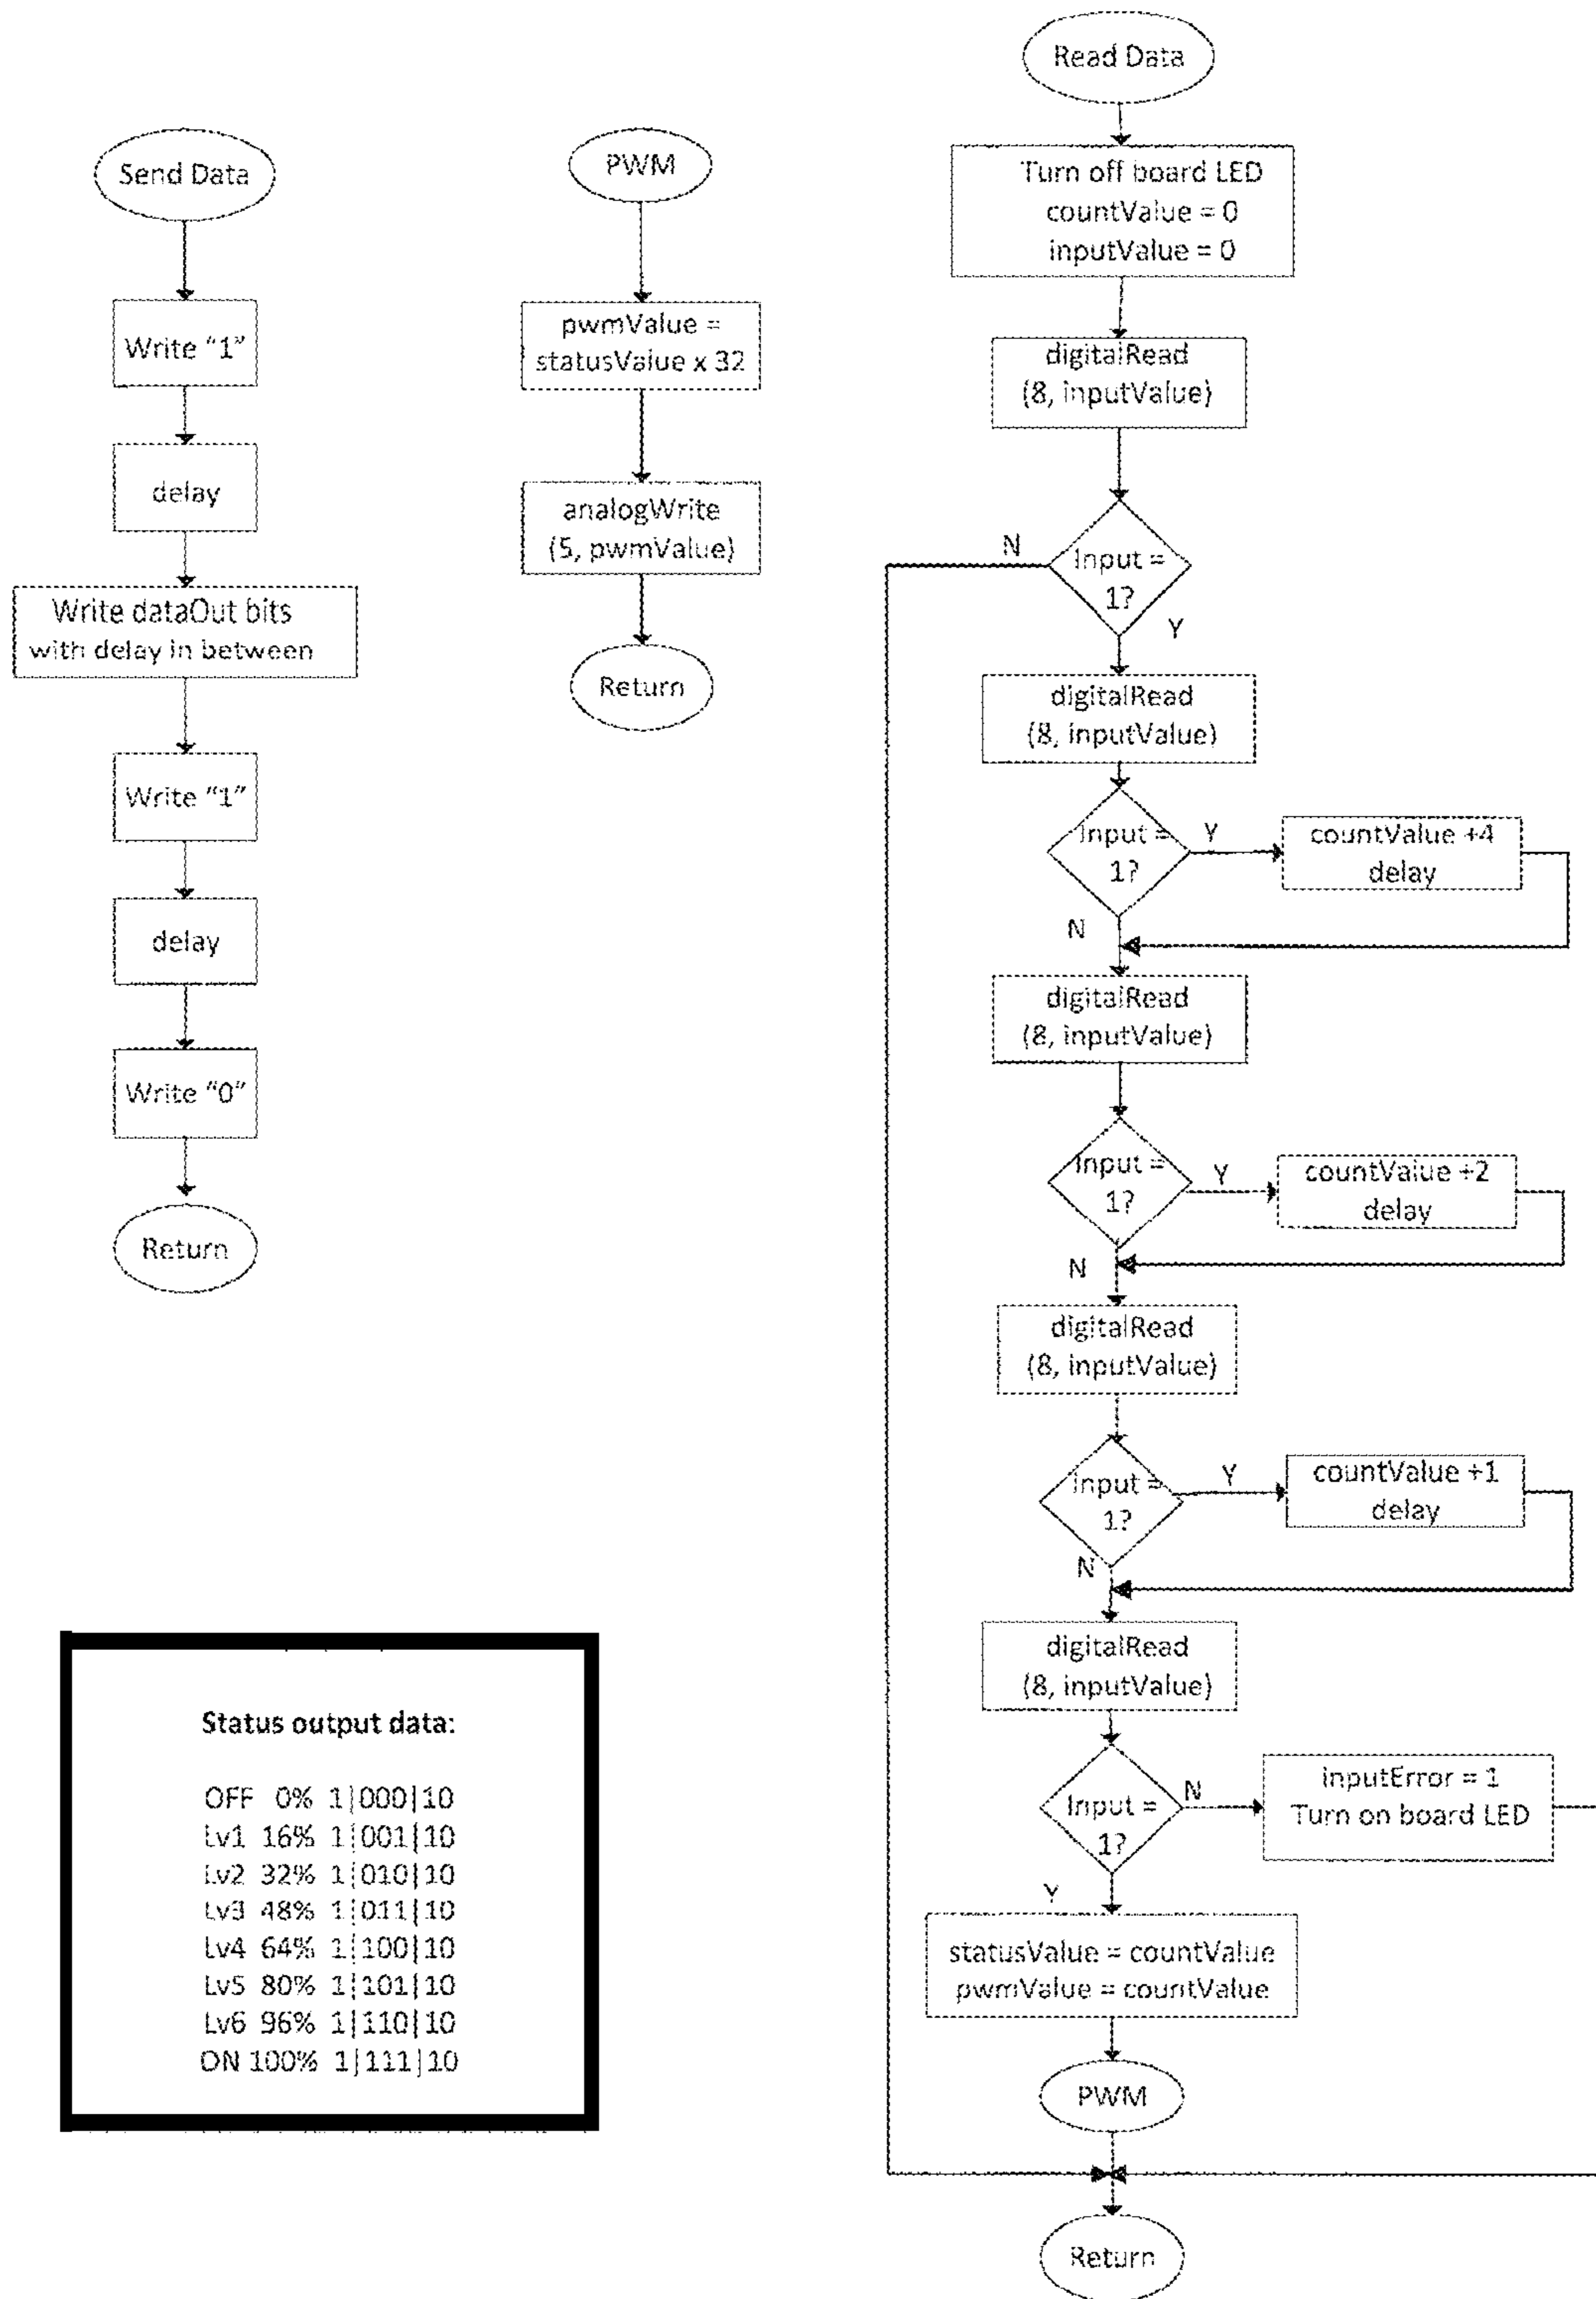 Send Data
Write "1"
delay
Write dataOut bits
with delay in between
Write "1"
delay
Write "0"
Return
PWM
pwmValue =
statusValue x 32
analogWrite
(5, pwmValue)
Return
Read Data
Turn off board LED
countValue = 0
inputValue = 0
digitalRead
(8, inputValue)
Input =
1?
N
Y
digitalRead
(8, inputValue)
Input =
1?
Y
N
countValue +4
delay
digitalRead
(8, inputValue)
Input =
1?
Y
N
countValue +2
delay
digitalRead
(8, inputValue)
Input =
1?
Y
N
countValue +1
delay
digitalRead
(8, inputValue)
Input =
1?
N
Y
inputError = 1
Turn on board LED
statusValue = countValue
pwmValue = countValue
PWM
Return
Status output data:
OFF 0% 1|000|10
Lv1 16% 1|001|10
Lv2 32% 1|010|10
Lv3 48% 1|011|10
Lv4 64% 1|100|10
Lv5 80% 1|101|10
Lv6 96% 1|110|10
ON 100% 1|111|10